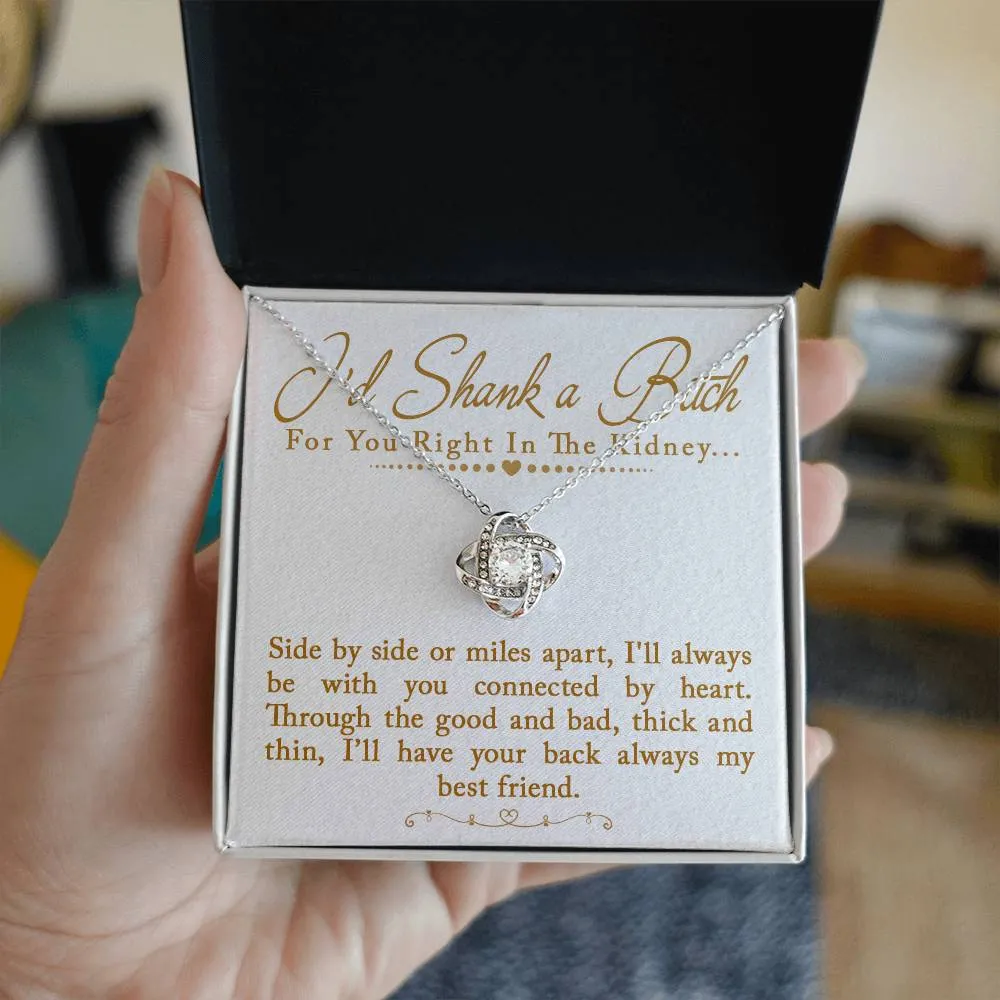 I'd Shank a Bitch
For You Right In The Kidney...
Side by side or miles apart, I'll always
be with you connected by heart.
Through the good and bad, thick and
thin, I’ll have your back always my
best friend.